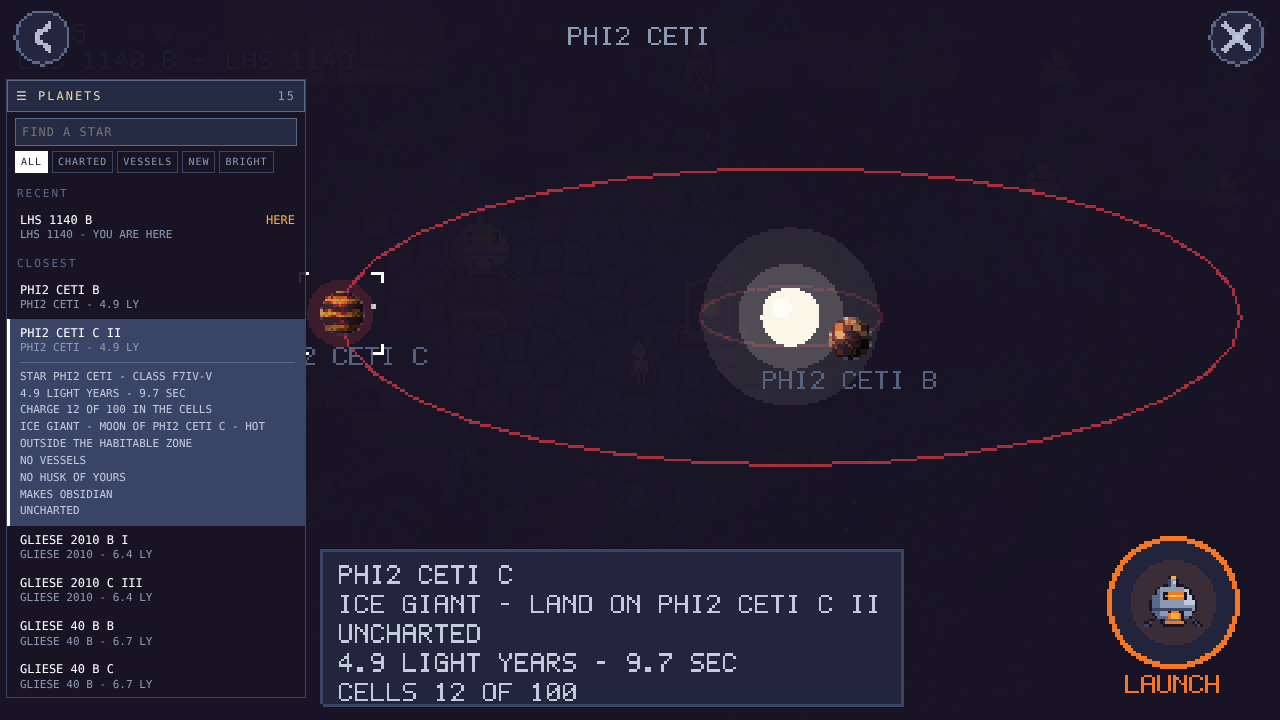 PHI2 CETI
1140 B - LHS 1140
☰ PLANETS 15
FIND A STAR
ALL CHARTED VESSELS NEW BRIGHT
RECENT
LHS 1140 B HERE
LHS 1140 - YOU ARE HERE
CLOSEST
PHI2 CETI B
PHI2 CETI - 4.9 LY
PHI2 CETI C II
PHI2 CETI - 4.9 LY
STAR PHI2 CETI - CLASS F7IV-V
4.9 LIGHT YEARS - 9.7 SEC
CHARGE 12 OF 100 IN THE CELLS
ICE GIANT - MOON OF PHI2 CETI C - HOT
OUTSIDE THE HABITABLE ZONE
NO VESSELS
NO HUSK OF YOURS
MAKES OBSIDIAN
UNCHARTED
GLIESE 2010 B I
GLIESE 2010 - 6.4 LY
GLIESE 2010 C III
GLIESE 2010 - 6.4 LY
GLIESE 40 B B
GLIESE 40 B - 6.7 LY
GLIESE 40 B C
GLIESE 40 B - 6.7 LY
2 CETI C
PHI2 CETI B
PHI2 CETI C
ICE GIANT - LAND ON PHI2 CETI C II
UNCHARTED
4.9 LIGHT YEARS - 9.7 SEC
CELLS 12 OF 100
LAUNCH